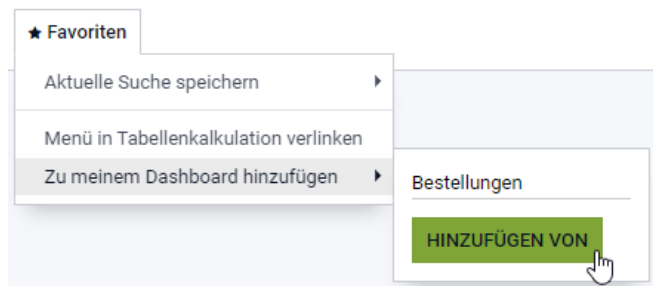 ★ Favoriten
Aktuelle Suche speichern
Menü in Tabellenkalkulation verlinken
Zu meinem Dashboard hinzufügen
Bestellungen
HINZUFÜGEN VON